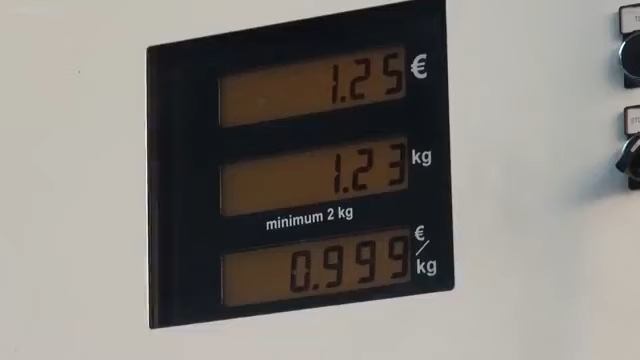 1.25 €
1.23 kg
minimum 2 kg
0.999 €/kg